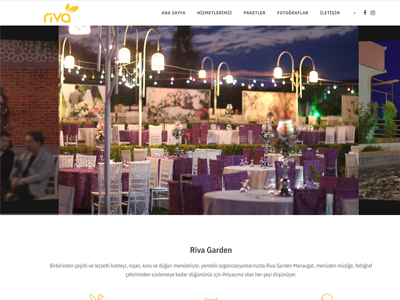 riva
ANA SAYFA HİZMETLERİMİZ PAKETLER FOTOĞRAFLAR İLETİŞİM
Riva Garden
Birbirinden çeşitli ve lezzetli kokteyl, nişan, kına ve düğün menüleriyle, yemekli organizasyonlarınızda Riva Garden Manavgat, menüden müziğe, fotoğraf
çekiminden süslemeye kadar düğününüz için ihtiyacınız olan her şeyi düşünüyor.